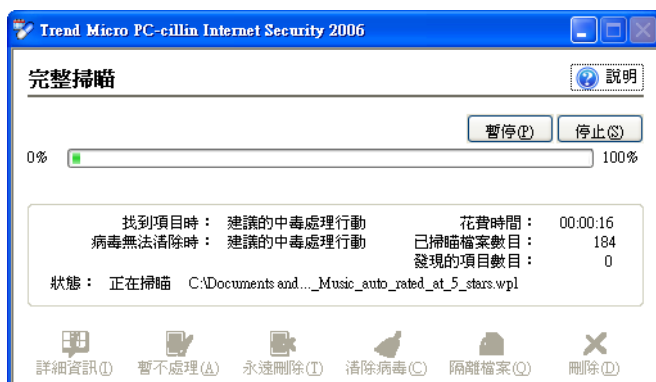 Trend Micro PC-cillin Internet Security 2006
完整掃瞄
說明
暫停(P) 停止(S)
0% 100%
找到項目時： 建議的中毒處理行動 花費時間： 00:00:16
病毒無法清除時： 建議的中毒處理行動 已掃瞄檔案數目： 184
發現的項目數目： 0
狀態： 正在掃瞄 C:\Documents and..._Music_auto_rated_at_5_stars.wpl
詳細資訊(I) 暫不處理(A) 永遠刪除(T) 清除病毒(C) 隔離檔案(Q) 刪除(D)